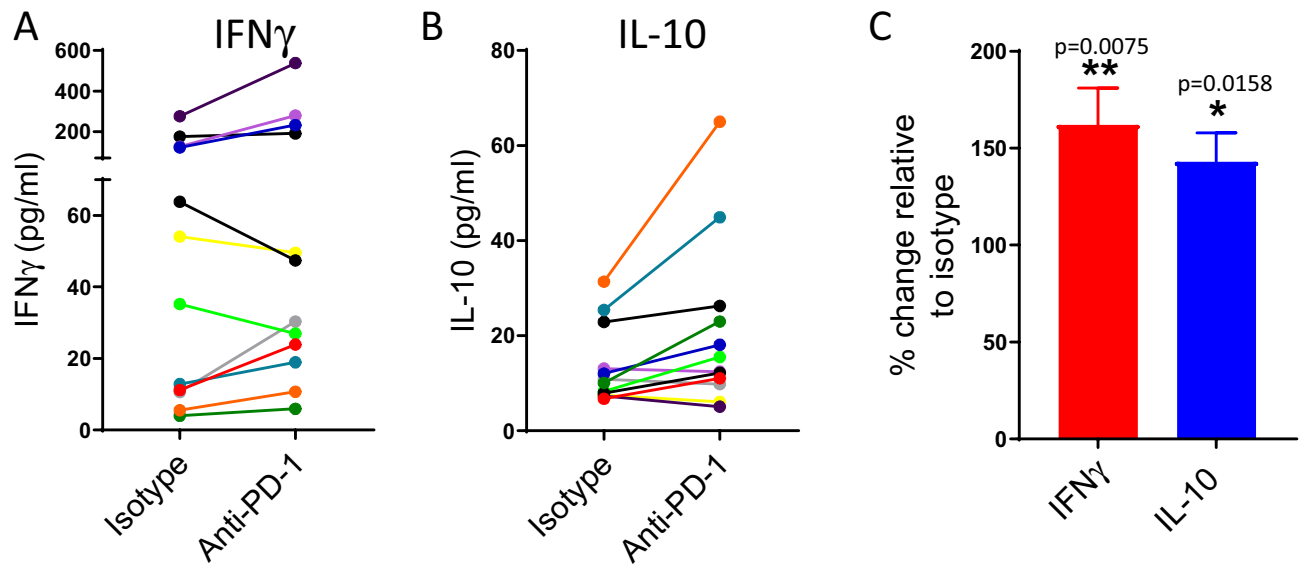 A
IFNγ
IFNγ (pg/ml)
600
400
200
60
40
20
0
Isotype
Anti-PD-1
B
IL-10
IL-10 (pg/ml)
80
60
40
20
0
Isotype
Anti-PD-1
C
% change relative
to isotype
200
150
100
50
0
p=0.0075
**
p=0.0158
*
IFNγ
IL-10